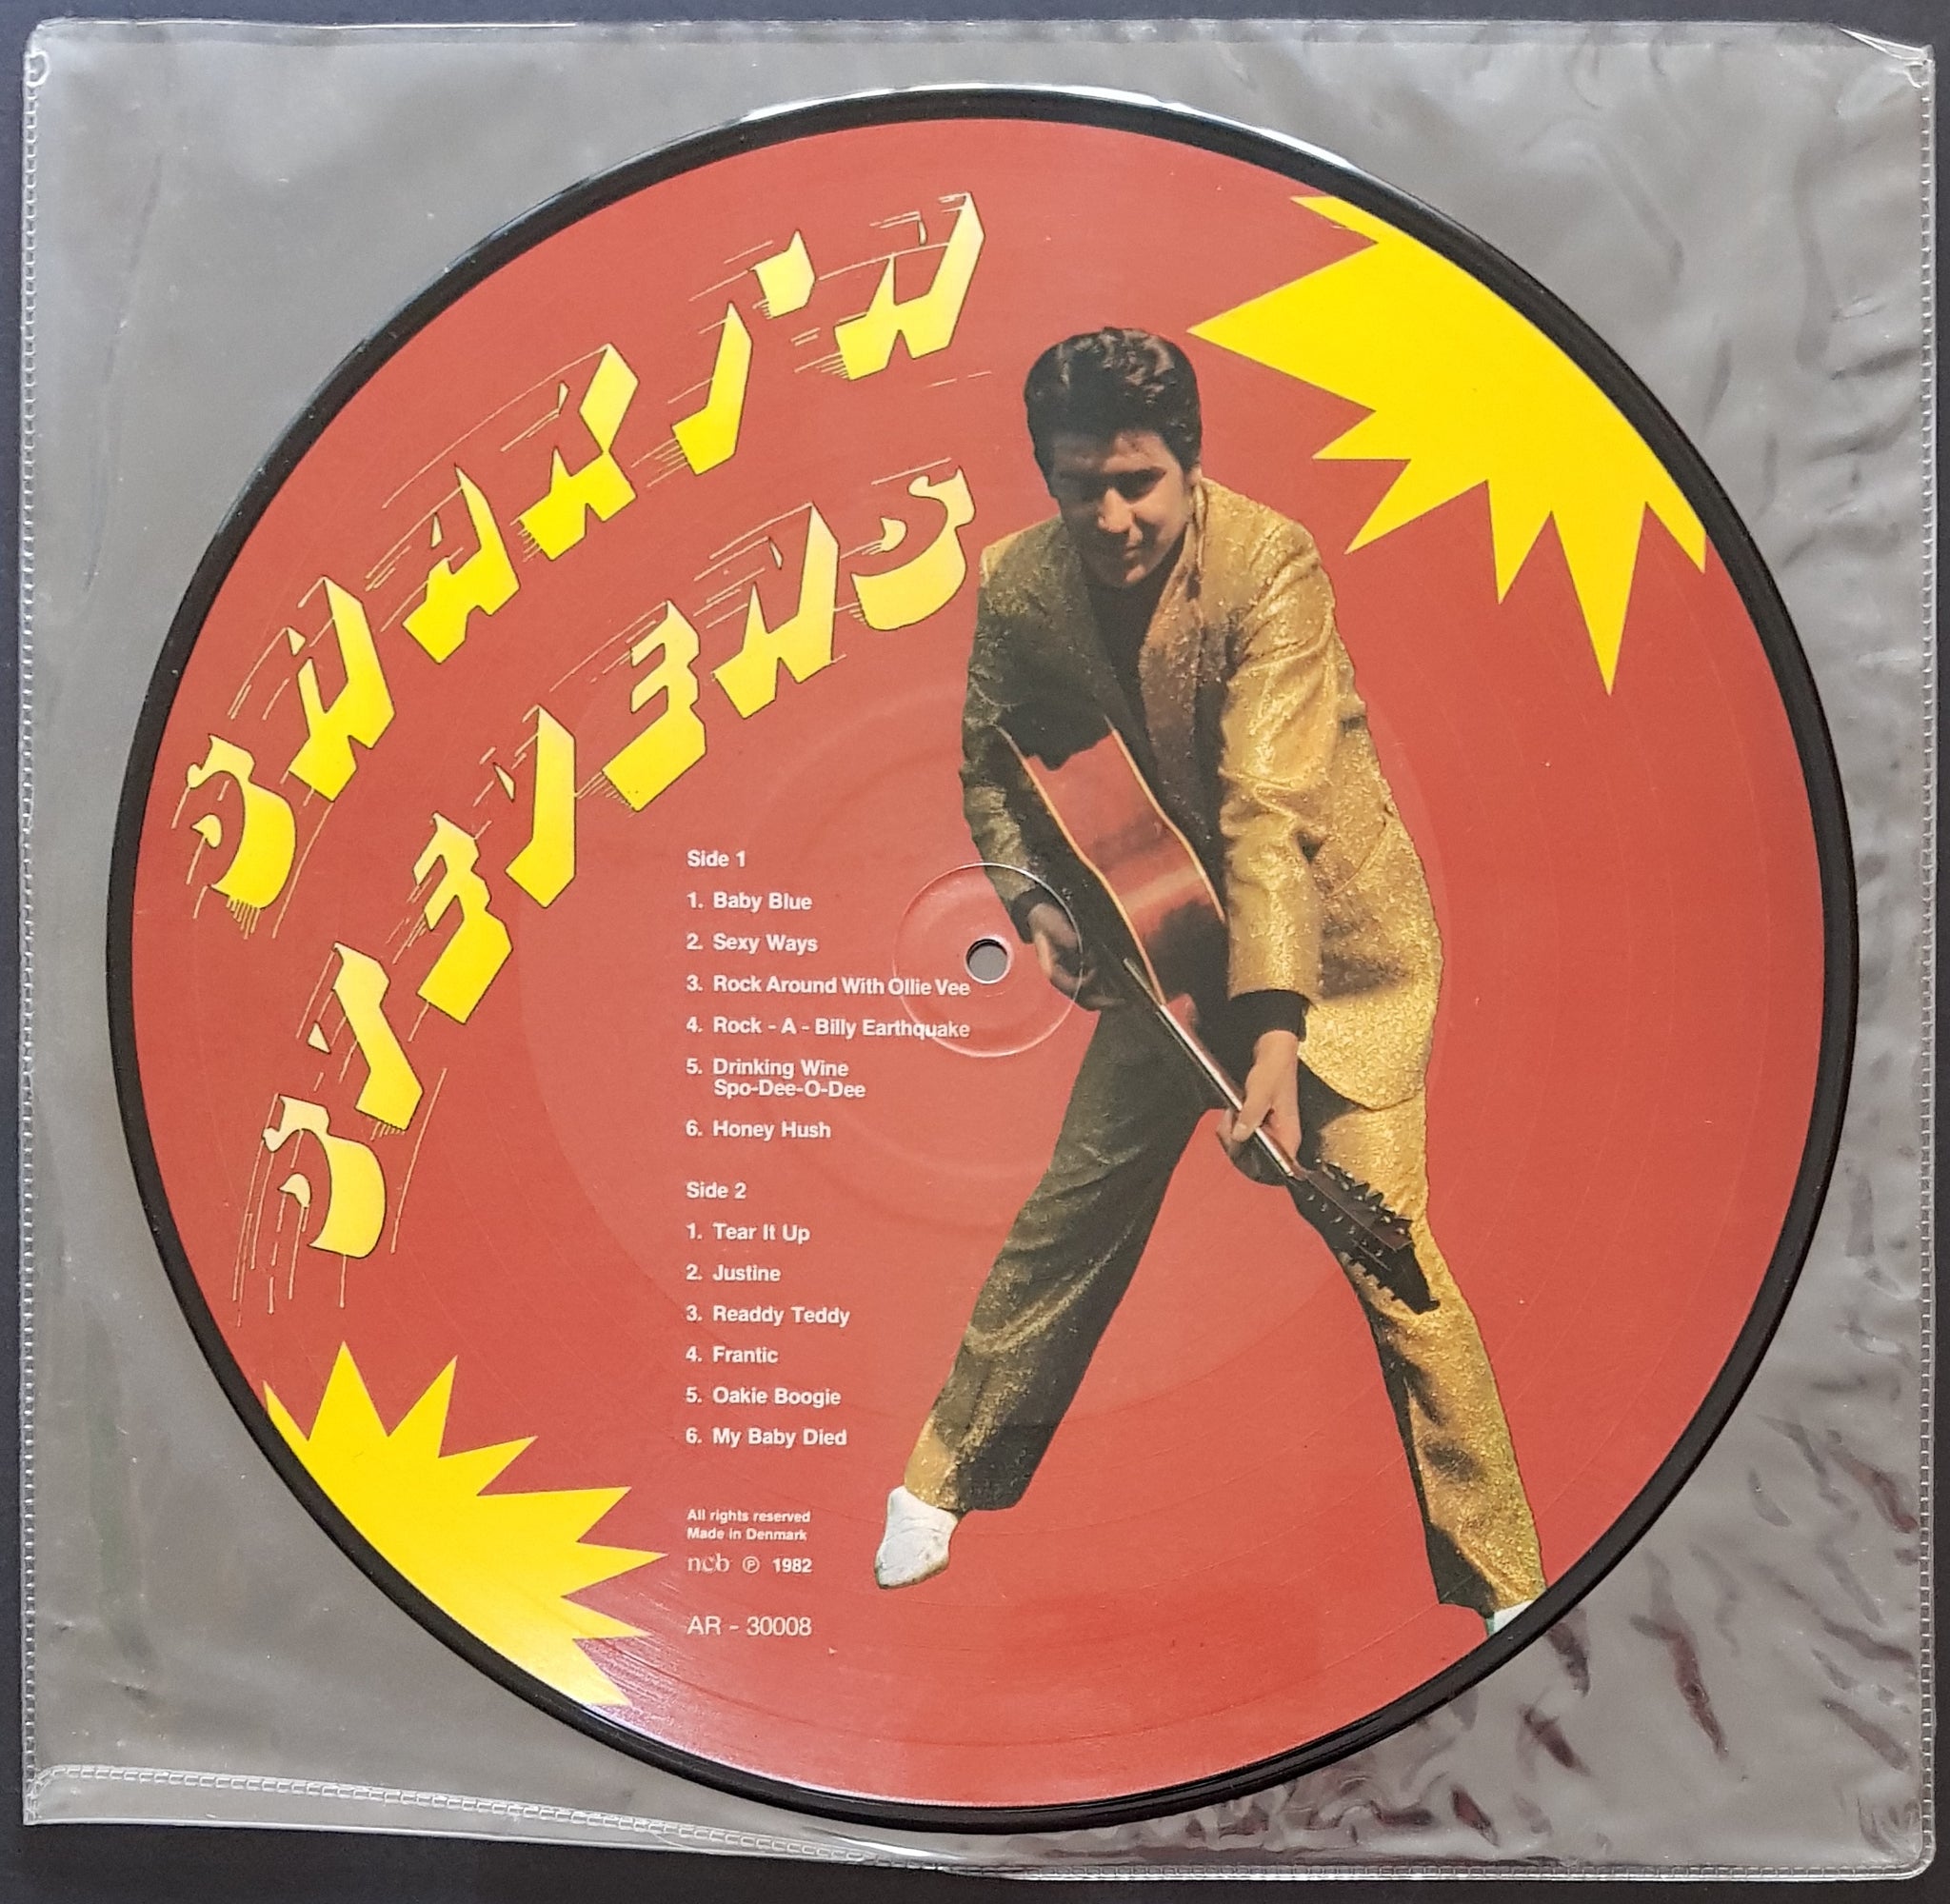 SHAKI'N
STEVENS
Side 1
1. Baby Blue
2. Sexy Ways
3. Rock Around With Ollie Vee
4. Rock - A - Billy Earthquake
5. Drinking Wine
Spo-Dee-O-Dee
6. Honey Hush
Side 2
1. Tear It Up
2. Justine
3. Readdy Teddy
4. Frantic
5. Oakie Boogie
6. My Baby Died
All rights reserved
Made in Denmark
ncb ℗ 1982
AR - 30008